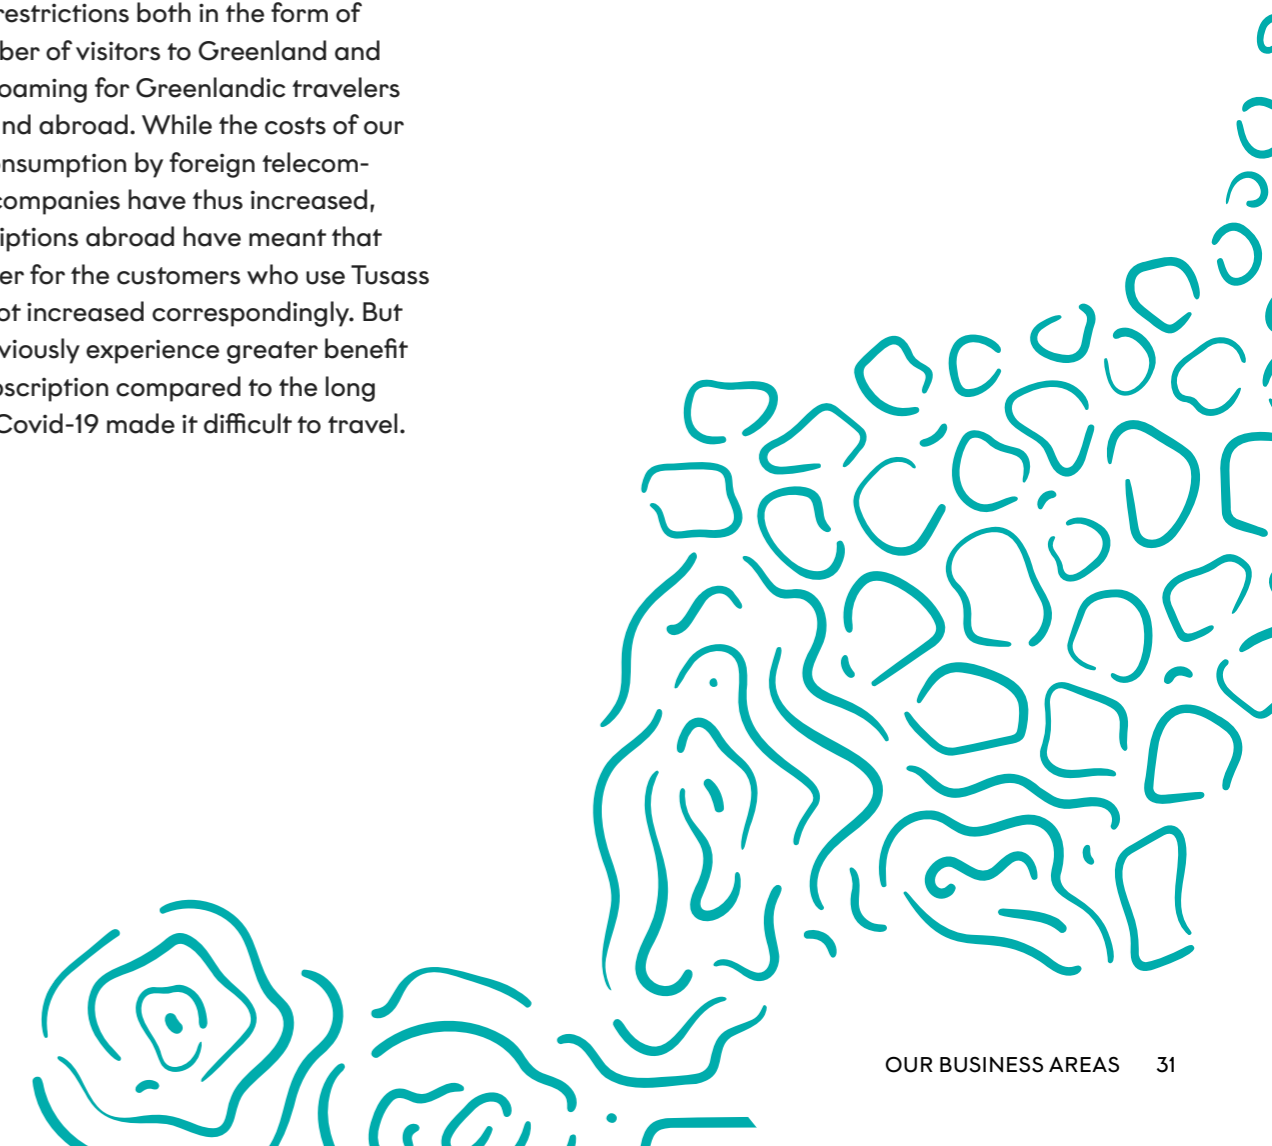 restrictions both in the form of
ber of visitors to Greenland and
oaming for Greenlandic travelers
nd abroad. While the costs of our
nsumption by foreign telecom-
companies have thus increased,
iptions abroad have meant that
er for the customers who use Tusass
ot increased correspondingly. But
viously experience greater benefit
bscription compared to the long
Covid-19 made it difficult to travel.
OUR BUSINESS AREAS 31